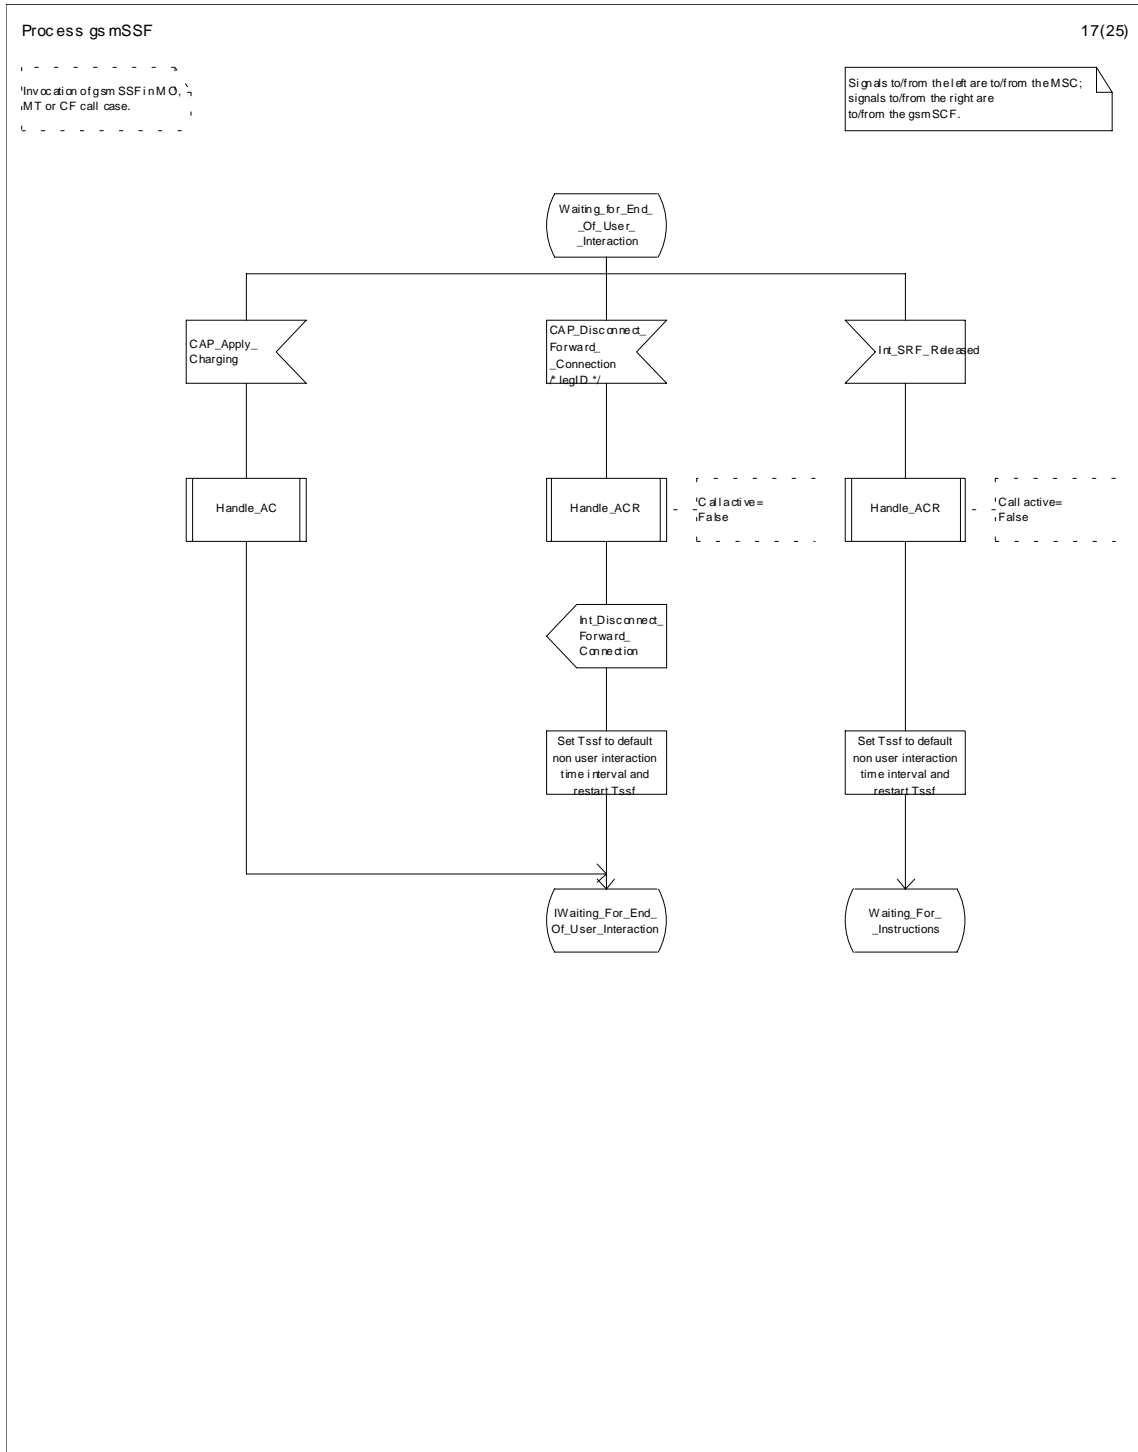 Process gsmSSF
17(25)
Invocation of gsm SSF in MO,
MT or CF call case.
Signals to/from the left are to/from the MSC;
signals to/from the right are
to/from the gsmSCF.
Waiting_for_End_
_Of_User_
_Interaction
CAP_Apply_
Charging
CAP_Disconnect_
Forward_
_Connection
/* legID */
Int_SRF_Released
Handle_AC
Handle_ACR
Call active=
False
Handle_ACR
Call active=
False
Int_Disconnect_
Forward_
Connection
Set Tssf to default
non user interaction
time interval and
restart Tssf
Set Tssf to default
non user interaction
time interval and
restart Tssf
IWaiting_For_End_
Of_User_Interaction
Waiting_For_
_Instructions